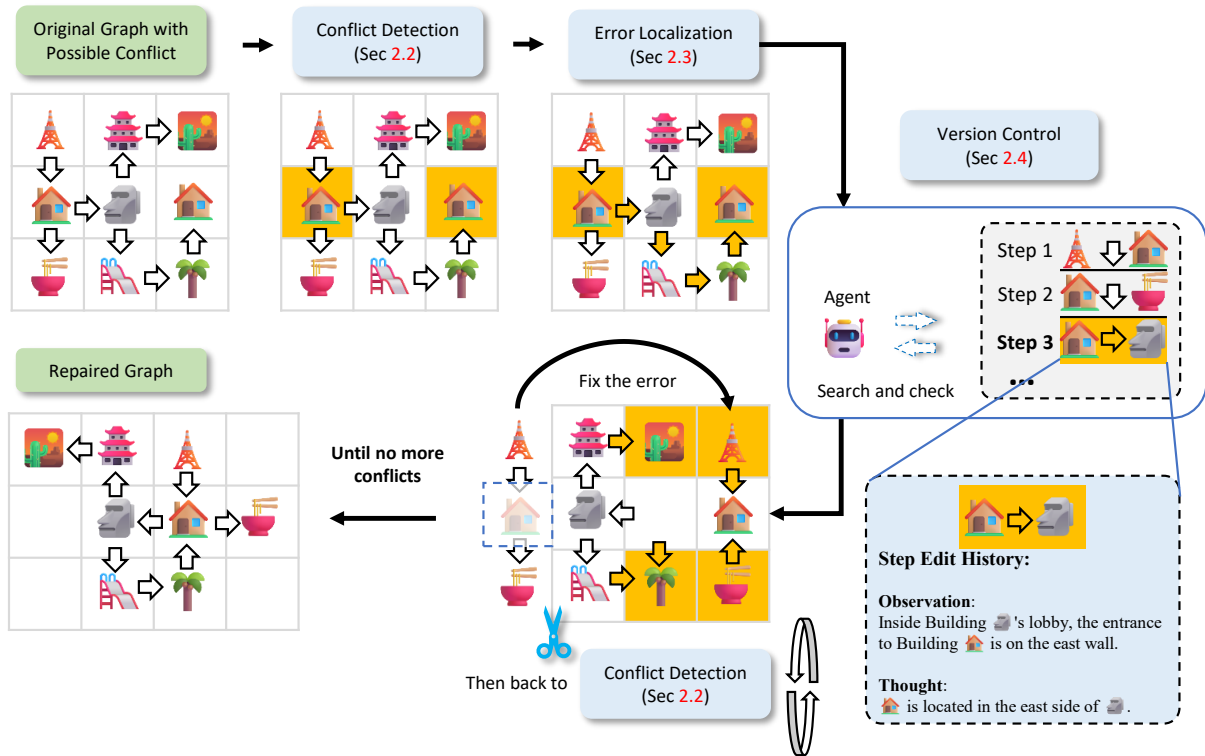 Original Graph with
Possible Conflict
Conflict Detection
(Sec 2.2)
Error Localization
(Sec 2.3)
Version Control
(Sec 2.4)
Step 1
Step 2
Step 3
...
Agent
Search and check
Repaired Graph
Fix the error
Until no more
conflicts
Then back to
Conflict Detection
(Sec 2.2)
Step Edit History:
Observation:
Inside Building 's lobby, the entrance
to Building is on the east wall.
Thought:
is located in the east side of .